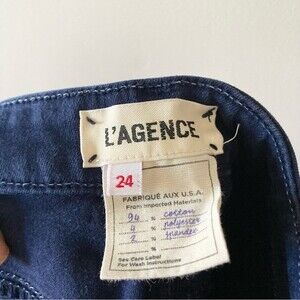 L'AGENCE
24
FABRIQUÉ AUX U.S.A.
From Imported Materials
94 % cotton
4 % polyester
2 % spandex
See Care Label
For Wash Instructions